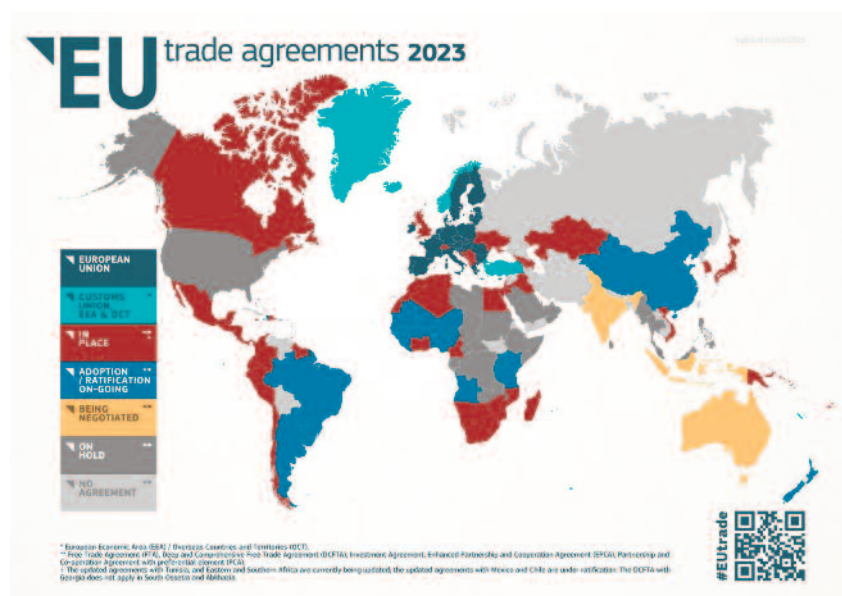 EU trade agreements 2023
EUROPEAN
UNION
CUSTOMS *
UNION,
EEA & OCT
IN
PLACE
ADOPTION **
/ RATIFICATION
ON-GOING
BEING **
NEGOTIATED
ON **
HOLD
NO **
AGREEMENT
#EUtrade
* European Economic Area (EEA) / Overseas Countries and Territories (OCT).
** Free Trade Agreement (FTA), Deep and Comprehensive Free Trade Agreement (DCFTA), Investment Agreement, Enhanced Partnership and Cooperation Agreement (EPCA), Partnership and
Co-operation Agreement with preferential element (PCA).
The updated agreements with Tunisia, and Eastern and Southern Africa are currently being updated, the updated agreements with Mexico and Chile are under ratification. The DCFTA with
Georgia does not apply in South Ossetia and Abkhazia.